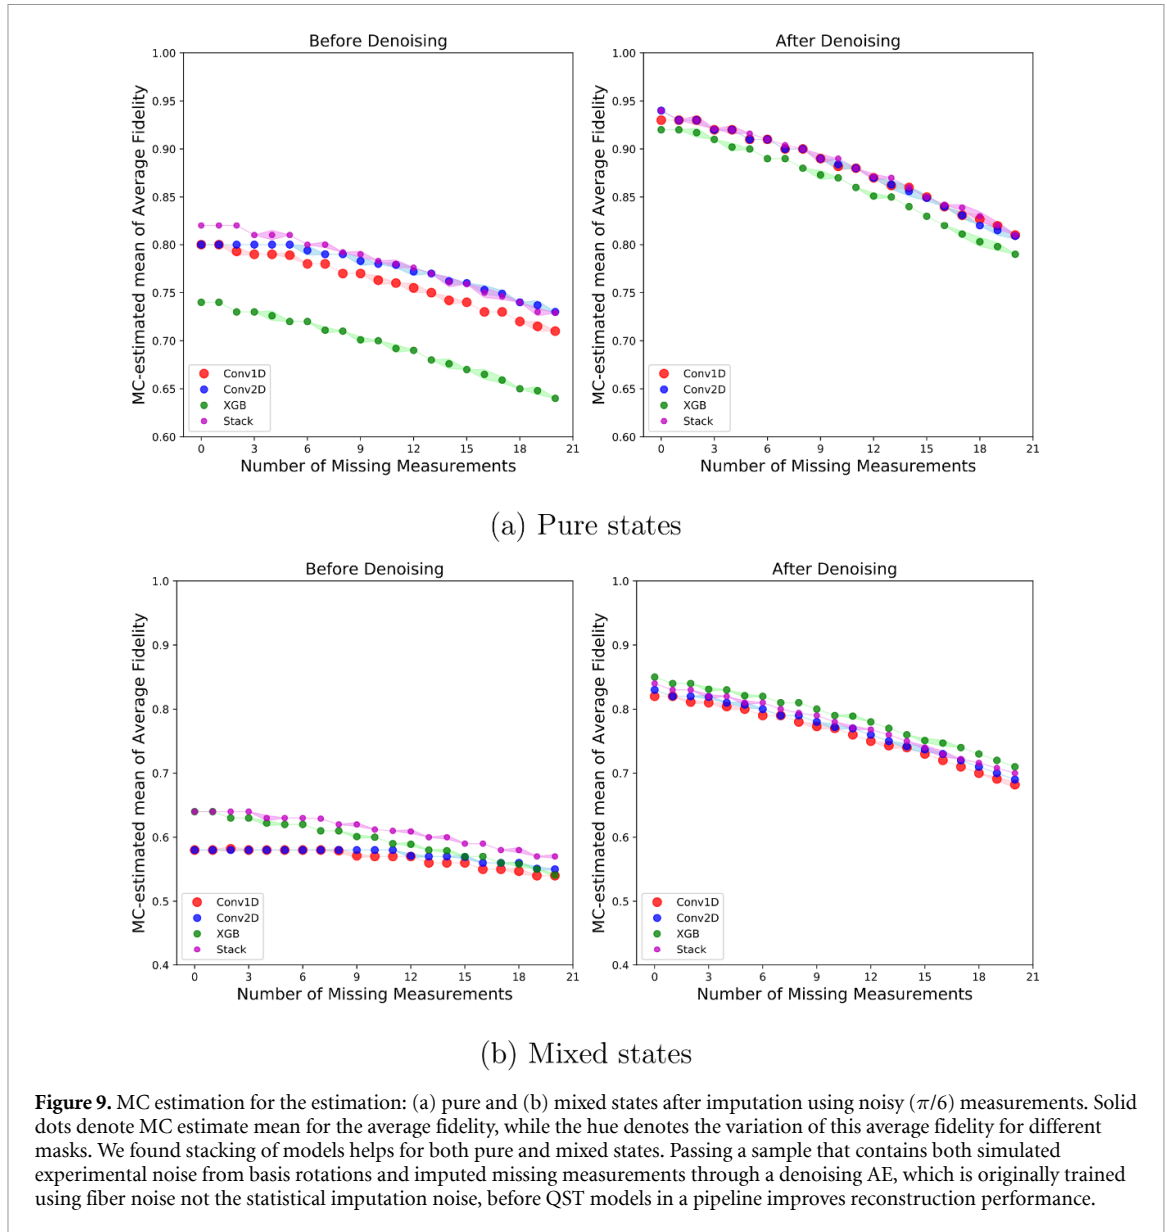 Before Denoising
MC-estimated mean of Average Fidelity
1.00
0.95
0.90
0.85
0.80
0.75
0.70
0.65
0.60
Conv1D
Conv2D
XGB
Stack
0 3 6 9 12 15 18 21
Number of Missing Measurements
After Denoising
MC-estimated mean of Average Fidelity
1.00
0.95
0.90
0.85
0.80
0.75
0.70
0.65
0.60
Conv1D
Conv2D
XGB
Stack
0 3 6 9 12 15 18 21
Number of Missing Measurements
(a) Pure states
Before Denoising
MC-estimated mean of Average Fidelity
1.0
0.9
0.8
0.7
0.6
0.5
0.4
Conv1D
Conv2D
XGB
Stack
0 3 6 9 12 15 18 21
Number of Missing Measurements
After Denoising
MC-estimated mean of Average Fidelity
1.0
0.9
0.8
0.7
0.6
0.5
0.4
Conv1D
Conv2D
XGB
Stack
0 3 6 9 12 15 18 21
Number of Missing Measurements
(b) Mixed states
Figure 9. MC estimation for the estimation: (a) pure and (b) mixed states after imputation using noisy (π/6) measurements. Solid
dots denote MC estimate mean for the average fidelity, while the hue denotes the variation of this average fidelity for different
masks. We found stacking of models helps for both pure and mixed states. Passing a sample that contains both simulated
experimental noise from basis rotations and imputed missing measurements through a denoising AE, which is originally trained
using fiber noise not the statistical imputation noise, before QST models in a pipeline improves reconstruction performance.